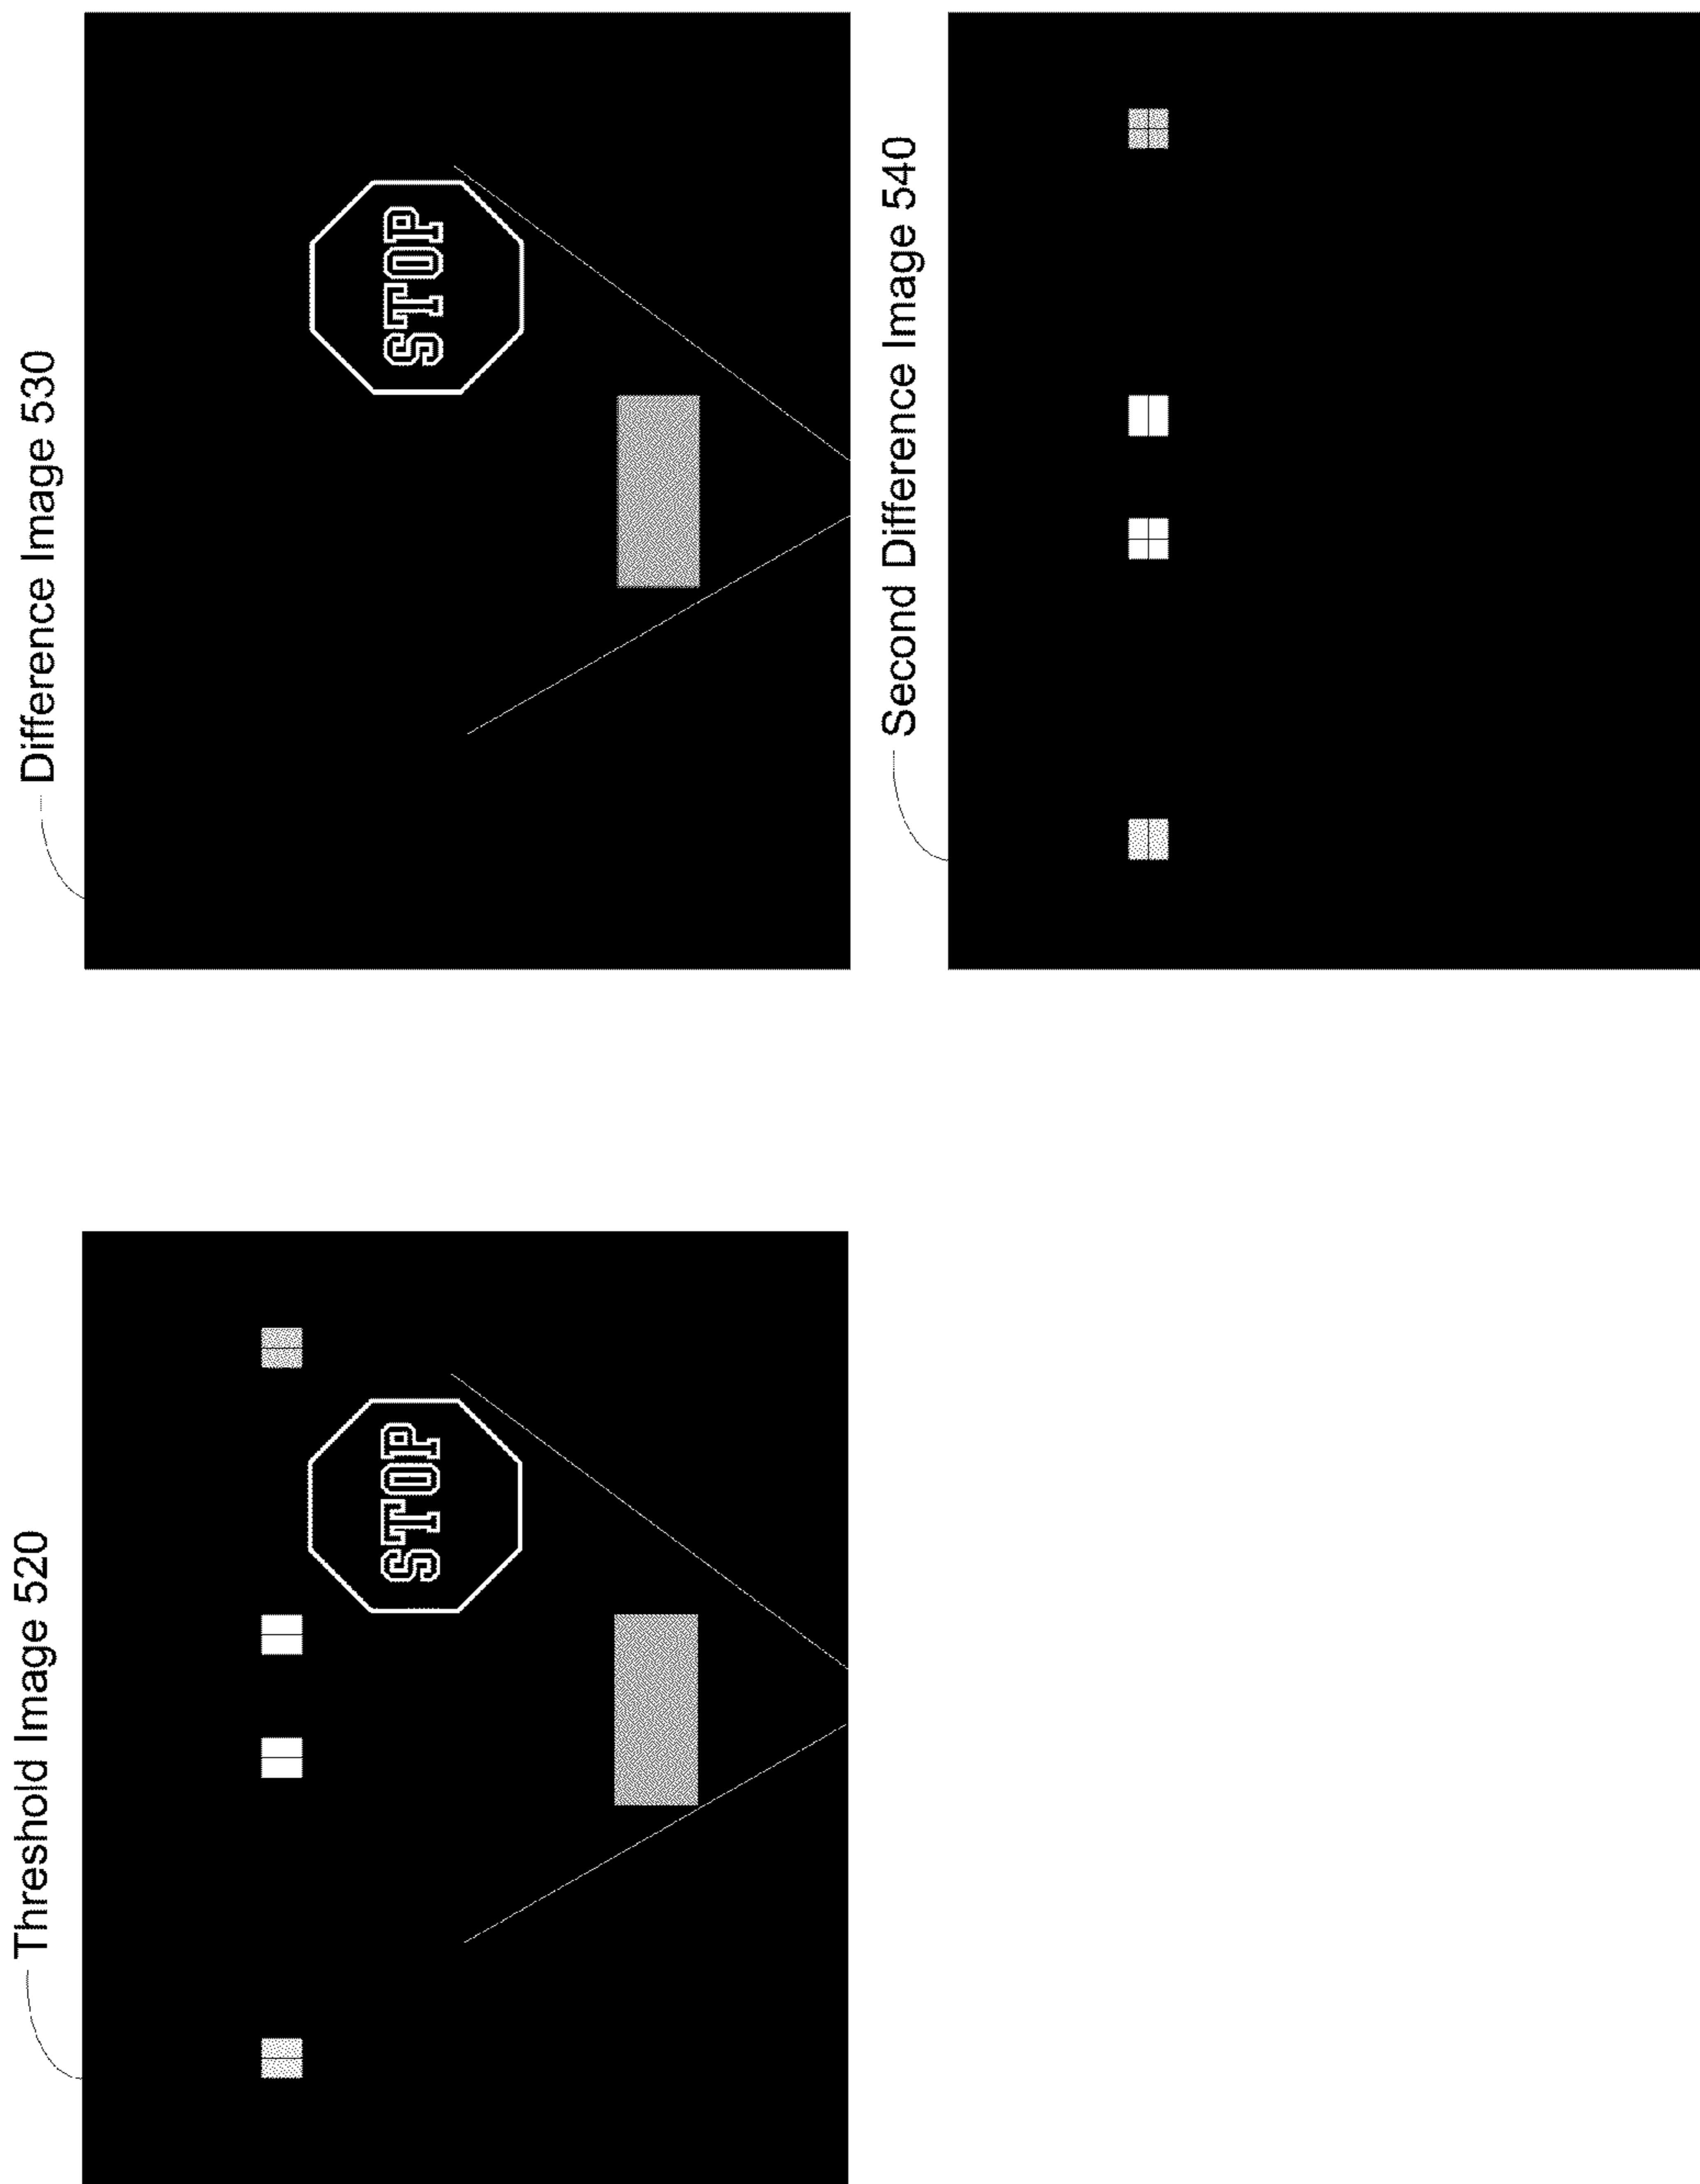 Threshold Image 520
STOP
Difference Image 530
STOP
Second Difference Image 540